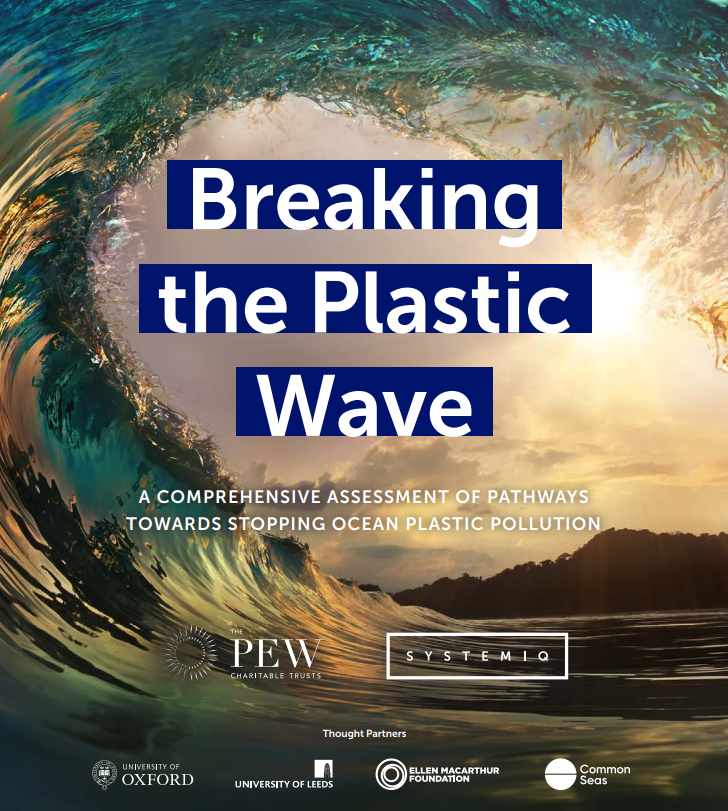 Breaking
the Plastic
Wave
A COMPREHENSIVE ASSESSMENT OF PATHWAYS
TOWARDS STOPPING OCEAN PLASTIC POLLUTION
THE
PEW
CHARITABLE TRUSTS
SYSTEMIQ
Thought Partners
UNIVERSITY OF
OXFORD
UNIVERSITY OF LEEDS
ELLEN MACARTHUR
FOUNDATION
Common
Seas